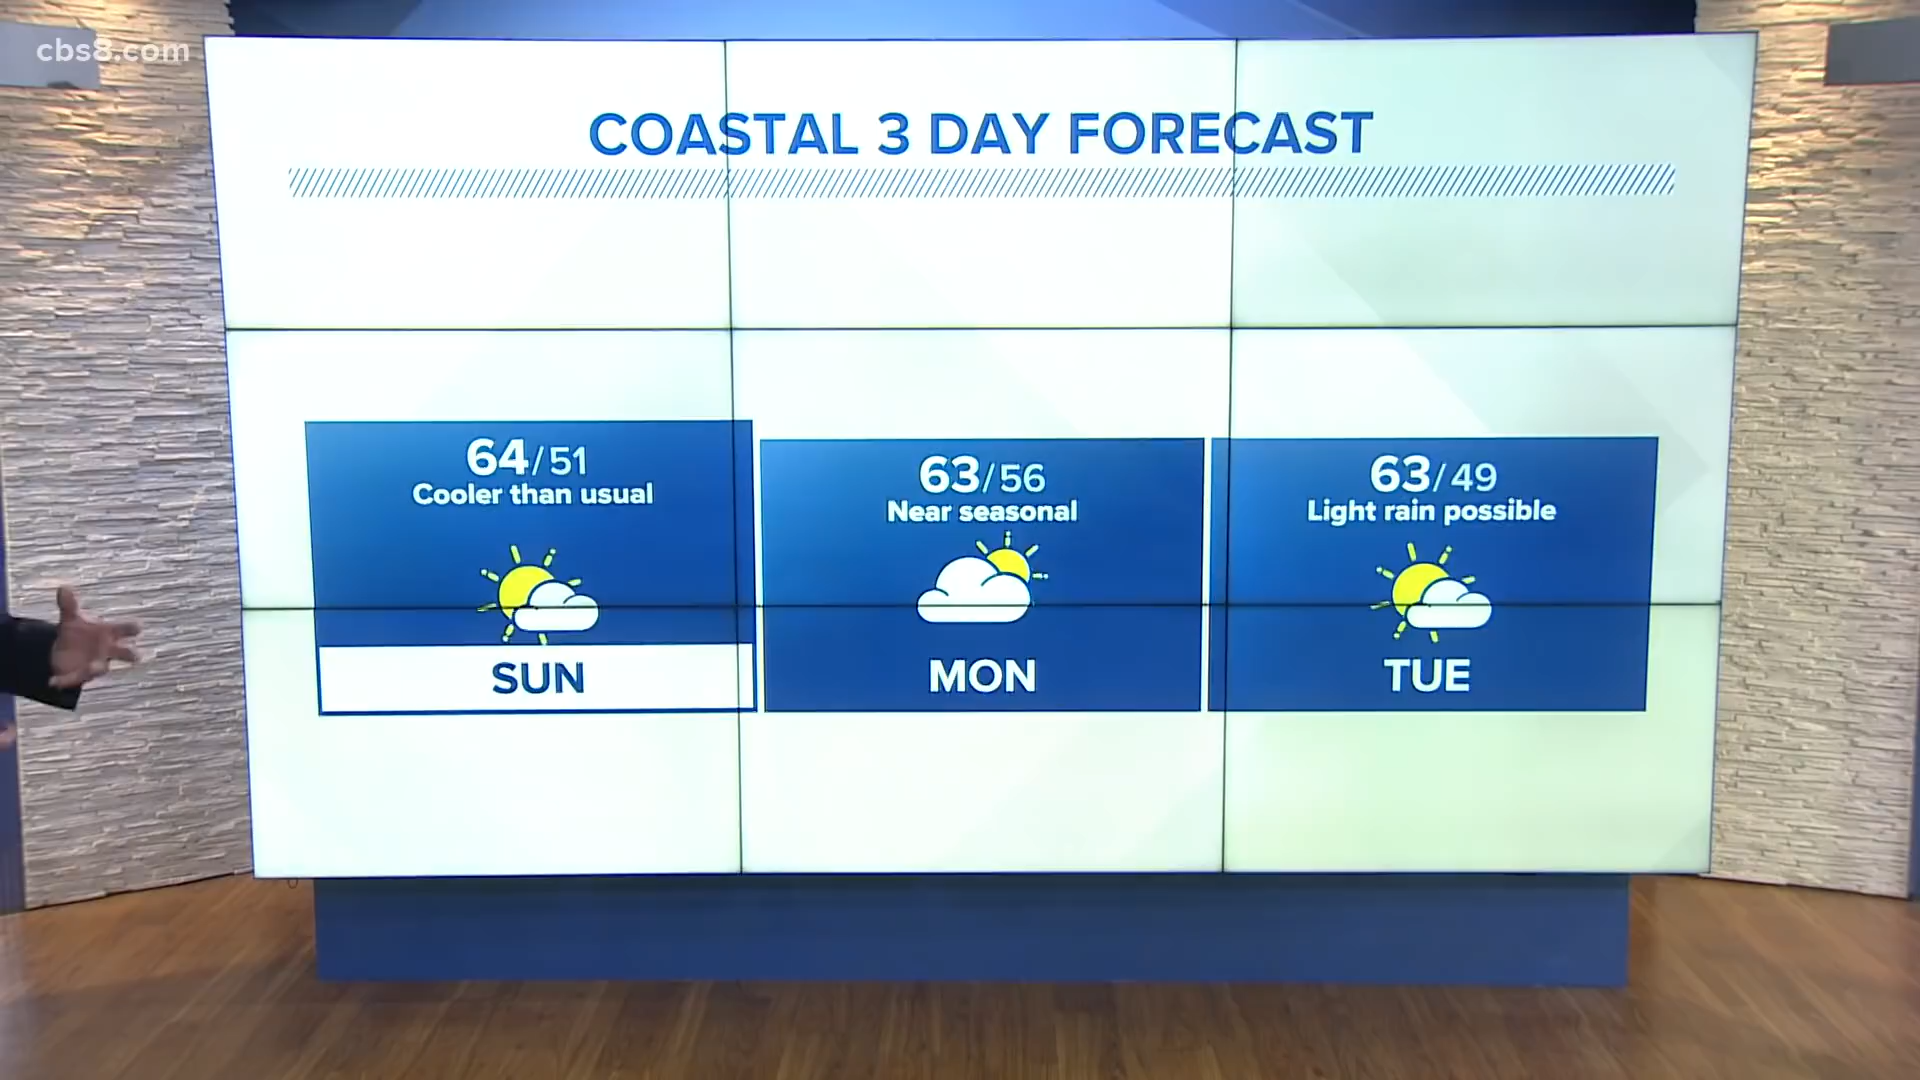 cbs8.com
COASTAL 3 DAY FORECAST
64/51
Cooler than usual
SUN
63/56
Near seasonal
MON
63/49
Light rain possible
TUE